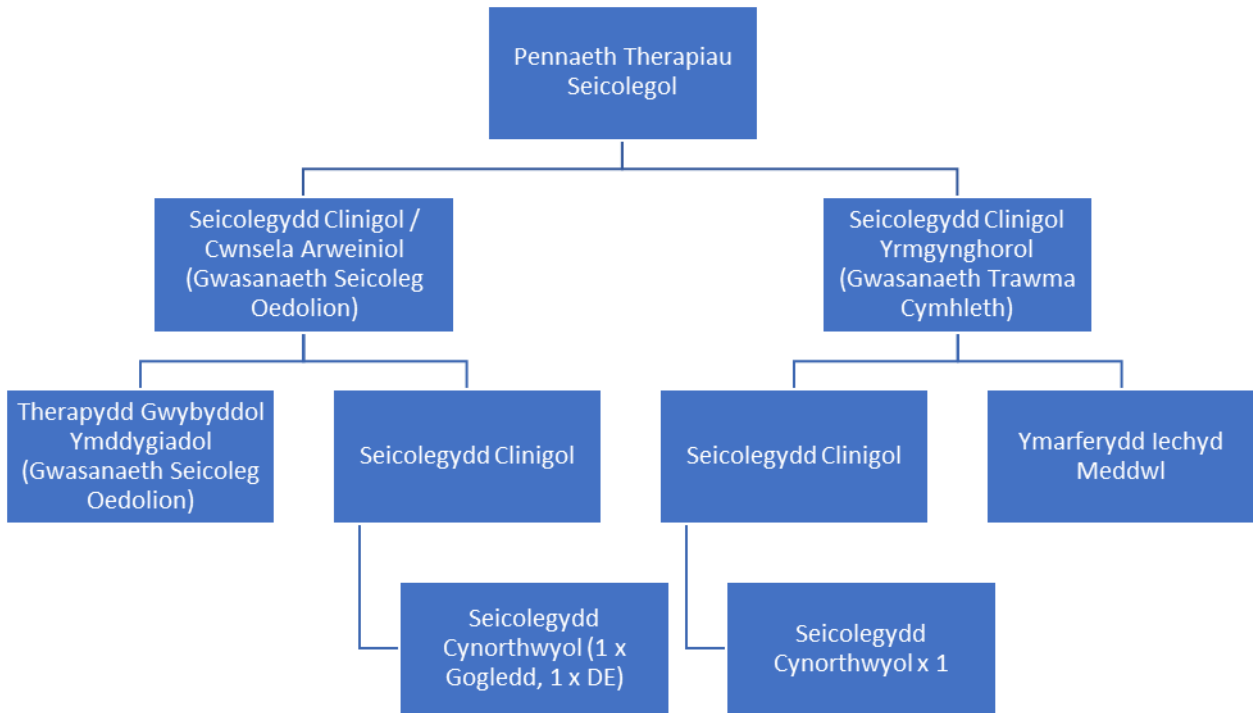 Pennaeth Therapiau
Seicolegol
Seicolegydd Clinigol /
Cwnsela Arweiniol
(Gwasanaeth Seicoleg
Oedolion)
Seicolegydd Clinigol
Yrmgynghorol
(Gwasanaeth Trawma
Cymhleth)
Therapydd Gwybyddol
Ymddygiadol
(Gwasanaeth Seicoleg
Oedolion)
Seicolegydd Clinigol
Seicolegydd Clinigol
Ymarferydd Iechyd
Meddwl
Seicolegydd
Cynorthwyol (1 x
Gogledd, 1 x DE)
Seicolegydd
Cynorthwyol x 1